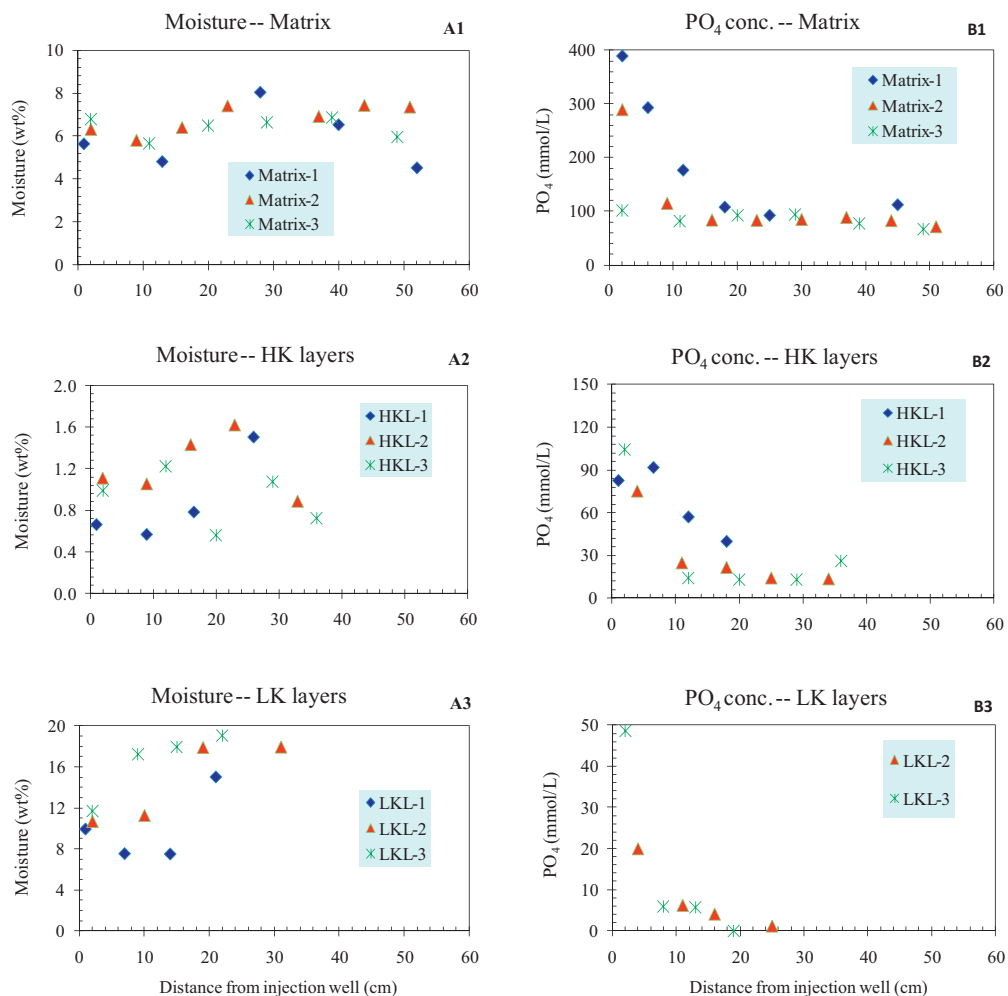 Moisture -- Matrix
A1
Moisture (wt%)
10
8
6
4
2
0
Matrix-1
Matrix-2
Matrix-3
0 10 20 30 40 50 60
PO4 conc. -- Matrix
B1
PO4 (mmol/L)
400
300
200
100
0
Matrix-1
Matrix-2
Matrix-3
0 10 20 30 40 50 60
Moisture -- HK layers
A2
Moisture (wt%)
2.0
1.6
1.2
0.8
0.4
0.0
HKL-1
HKL-2
HKL-3
0 10 20 30 40 50 60
PO4 conc. -- HK layers
B2
PO4 (mmol/L)
150
120
90
60
30
0
HKL-1
HKL-2
HKL-3
0 10 20 30 40 50 60
Moisture -- LK layers
A3
Moisture (wt%)
20
16
12
8
4
0
LKL-1
LKL-2
LKL-3
0 10 20 30 40 50 60
Distance from injection well (cm)
PO4 conc. -- LK layers
B3
PO4 (mmol/L)
50
40
30
20
10
0
LKL-2
LKL-3
0 10 20 30 40 50 60
Distance from injection well (cm)